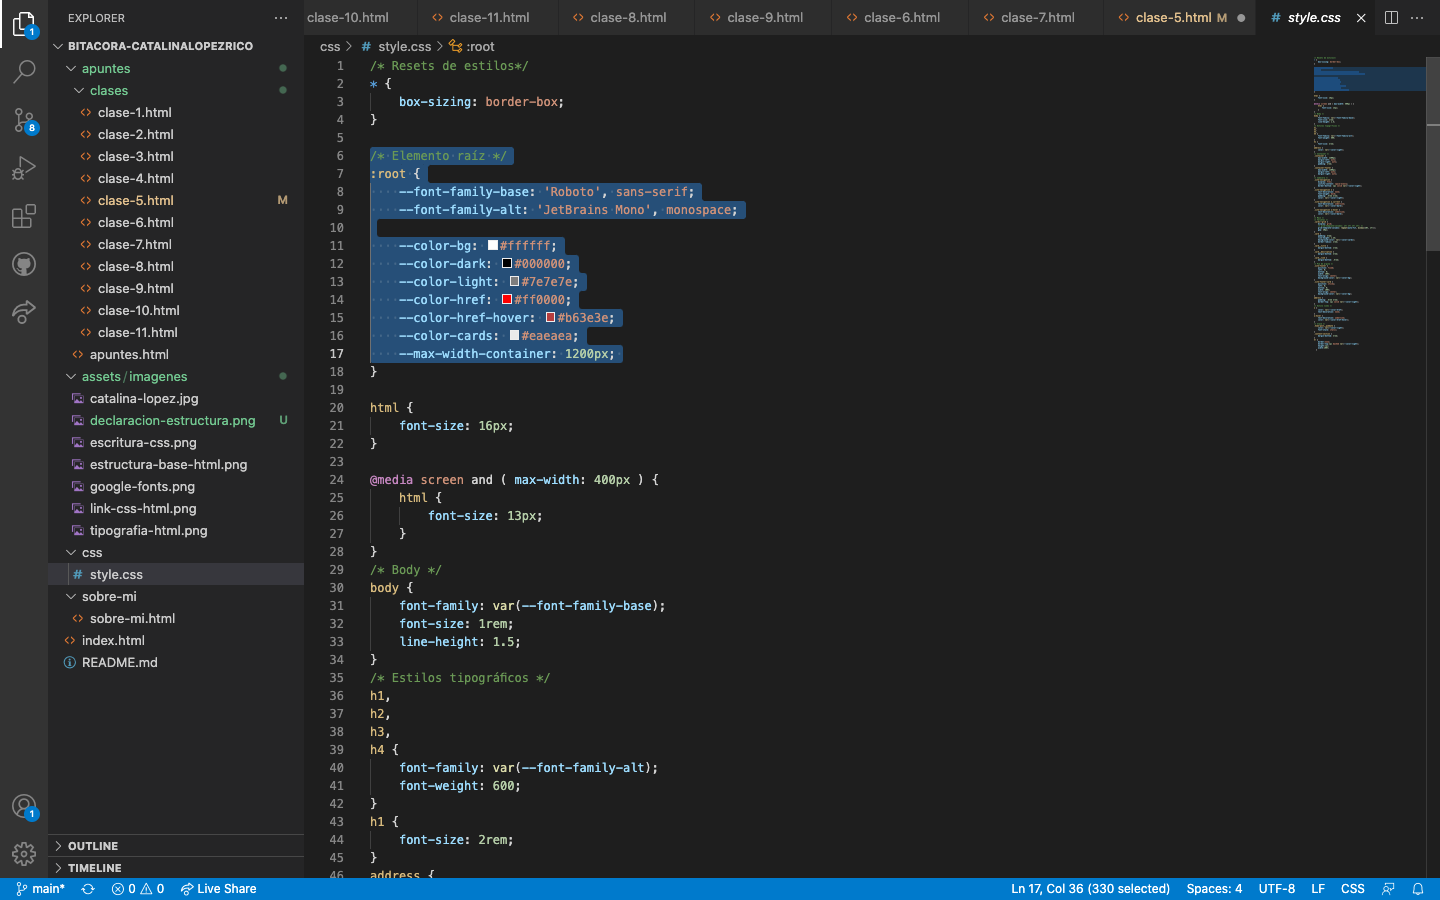 EXPLORER
BITACORA-CATALINALOPEZRICO
apuntes
clases
clase-1.html
clase-2.html
clase-3.html
clase-4.html
clase-5.html M
clase-6.html
clase-7.html
clase-8.html
clase-9.html
clase-10.html
clase-11.html
apuntes.html
assets/imagenes
catalina-lopez.jpg
declaracion-estructura.png U
escritura-css.png
estructura-base-html.png
google-fonts.png
link-css-html.png
tipografia-html.png
css
# style.css
sobre-mi
sobre-mi.html
index.html
README.md
OUTLINE
TIMELINE
1
8
1
clase-10.html
clase-11.html
clase-8.html
clase-9.html
clase-6.html
clase-7.html
clase-5.html M
# style.css
css > # style.css > :root
1 /* Resets de estilos*/
2 * {
3 box-sizing: border-box;
4 }
5
6 /* Elemento raíz */
7 :root {
8 --font-family-base: 'Roboto', sans-serif;
9 --font-family-alt: 'JetBrains Mono', monospace;
10
11 --color-bg: #ffffff;
12 --color-dark: #000000;
13 --color-light: #7e7e7e;
14 --color-href: #ff0000;
15 --color-href-hover: #b63e3e;
16 --color-cards: #eaeaea;
17 --max-width-container: 1200px;
18 }
19
20 html {
21 font-size: 16px;
22 }
23
24 @media screen and ( max-width: 400px ) {
25 html {
26 font-size: 13px;
27 }
28 }
29 /* Body */
30 body {
31 font-family: var(--font-family-base);
32 font-size: 1rem;
33 line-height: 1.5;
34 }
35 /* Estilos tipográficos */
36 h1,
37 h2,
38 h3,
39 h4 {
40 font-family: var(--font-family-alt);
41 font-weight: 600;
42 }
43 h1 {
44 font-size: 2rem;
45 }
46 address {
main* 0 0 Live Share
Ln 17, Col 36 (330 selected) Spaces: 4 UTF-8 LF CSS